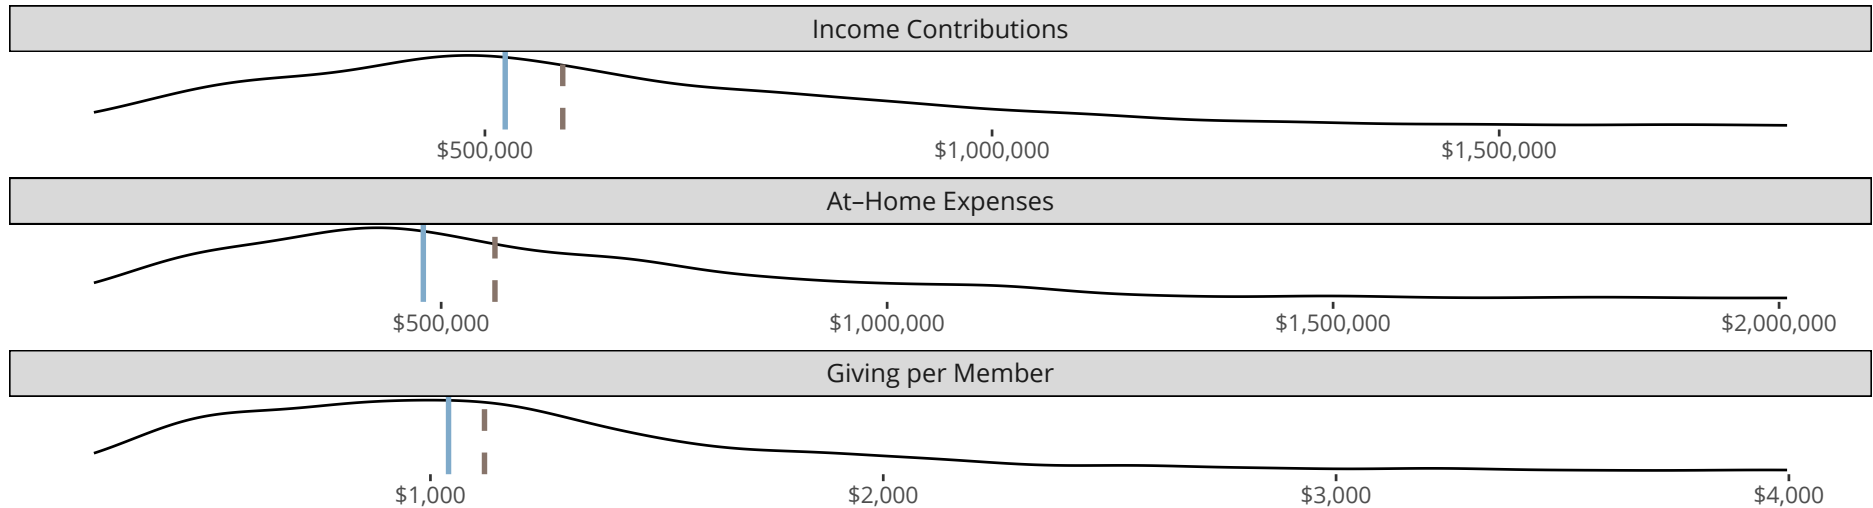 Income Contributions
$500,000 $1,000,000 $1,500,000
At–Home Expenses
$500,000 $1,000,000 $1,500,000 $2,000,000
Giving per Member
$1,000 $2,000 $3,000 $4,000